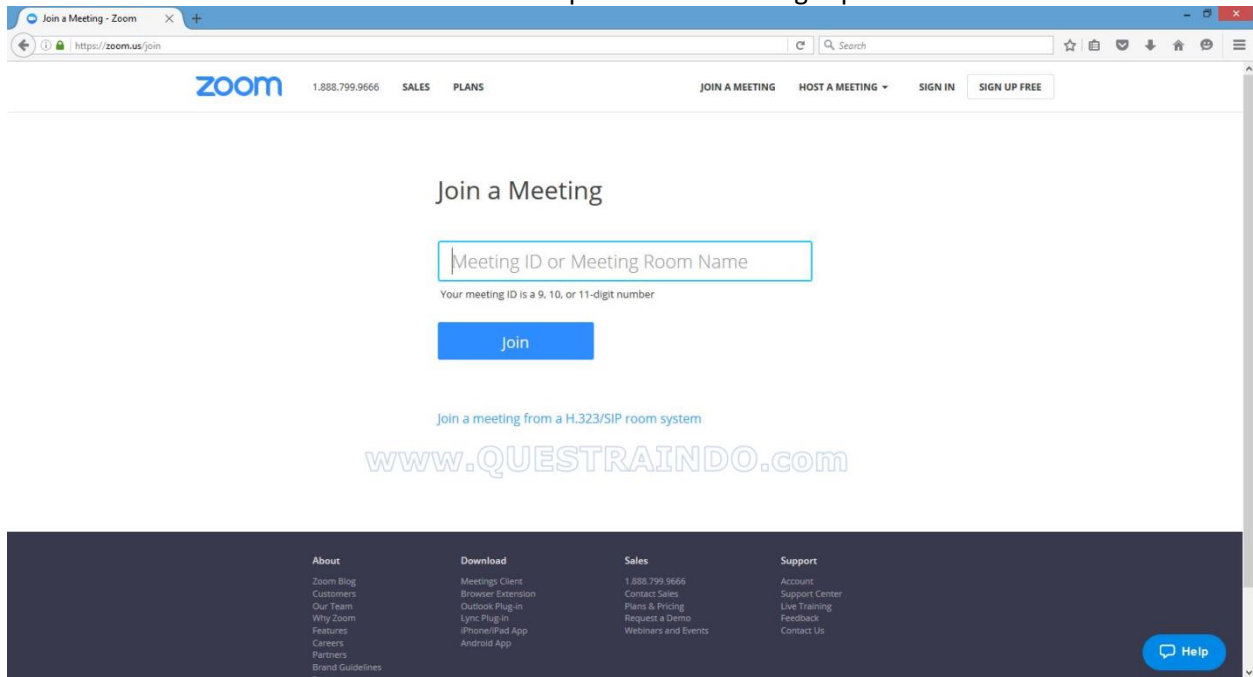 Join a Meeting - Zoom
https://zoom.us/join
Search
zoom 1.888.799.9666 SALES PLANS JOIN A MEETING HOST A MEETING SIGN IN SIGN UP FREE
Join a Meeting
Meeting ID or Meeting Room Name
Your meeting ID is a 9, 10, or 11-digit number
Join
Join a meeting from a H.323/SIP room system
www.QUESTRAINDO.com
About
Zoom Blog
Customers
Our Team
Why Zoom
Features
Careers
Partners
Brand Guidelines
Download
Meetings Client
Browser Extension
Outlook Plug-in
Lync Plug-in
iPhone/iPad App
Android App
Sales
1.888.799.9666
Contact Sales
Plans & Pricing
Request a Demo
Webinars and Events
Support
Account
Support Center
Live Training
Feedback
Contact Us
Help